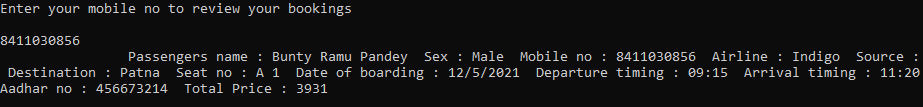 Enter your mobile no to review your bookings
8411030856
Passengers name : Bunty Ramu Pandey  Sex : Male  Mobile no : 8411030856  Airline : Indigo  Source :
Destination : Patna  Seat no : A 1  Date of boarding : 12/5/2021  Departure timing : 09:15  Arrival timing : 11:20
Aadhar no : 456673214  Total Price : 3931